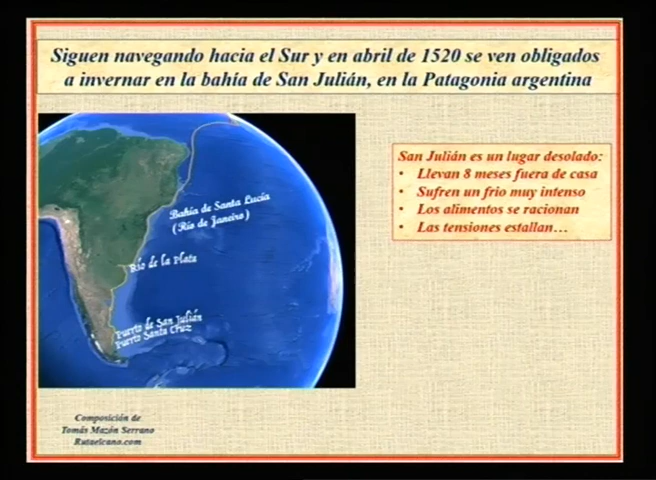 Siguen navegando hacia el Sur y en abril de 1520 se ven obligados
a invernar en la bahía de San Julián, en la Patagonia argentina
San Julián es un lugar desolado:
• Llevan 8 meses fuera de casa
• Sufren un frio muy intenso
• Los alimentos se racionan
• Las tensiones estallan…
Bahía de Santa Lucía
(Río de Janeiro)
Río de la Plata
Puerto de San Julián
Puerto Santa Cruz
Composición de
Tomás Mazón Serrano
Rutaelcano.com